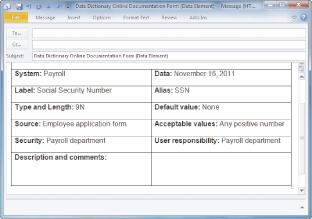 Data Dictionary Online Documentation Form (Data Element) - Message (HT...
File Message Insert Options Format Text Review Add-Ins
To...
Cc...
Subject: Data Dictionary Online Documentation Form (Data Element)
System: Payroll Data: November 15, 2011
Label: Social Security Number Alias: SSN
Type and Length: 9N Default value: None
Source: Employee application form Acceptable values: Any positive number
Security: Payroll department User responsibility: Payroll department
Description and comments: